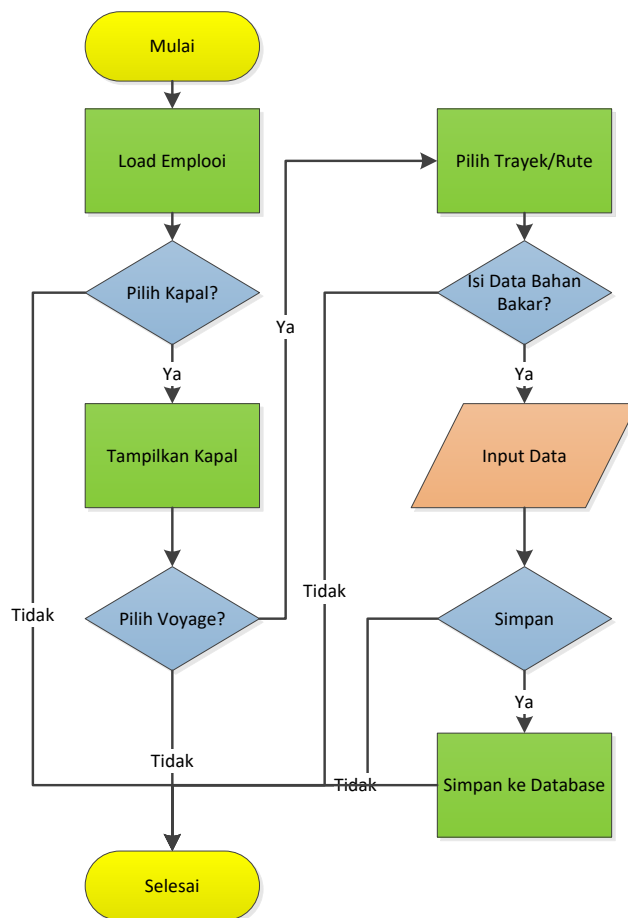 Mulai
Load Emplooi
Pilih Kapal?
Ya
Tampilkan Kapal
Pilih Voyage?
Ya
Tidak
Tidak
Pilih Trayek/Rute
Isi Data Bahan
Bakar?
Ya
Input Data
Tidak
Simpan
Ya
Tidak
Simpan ke Database
Selesai